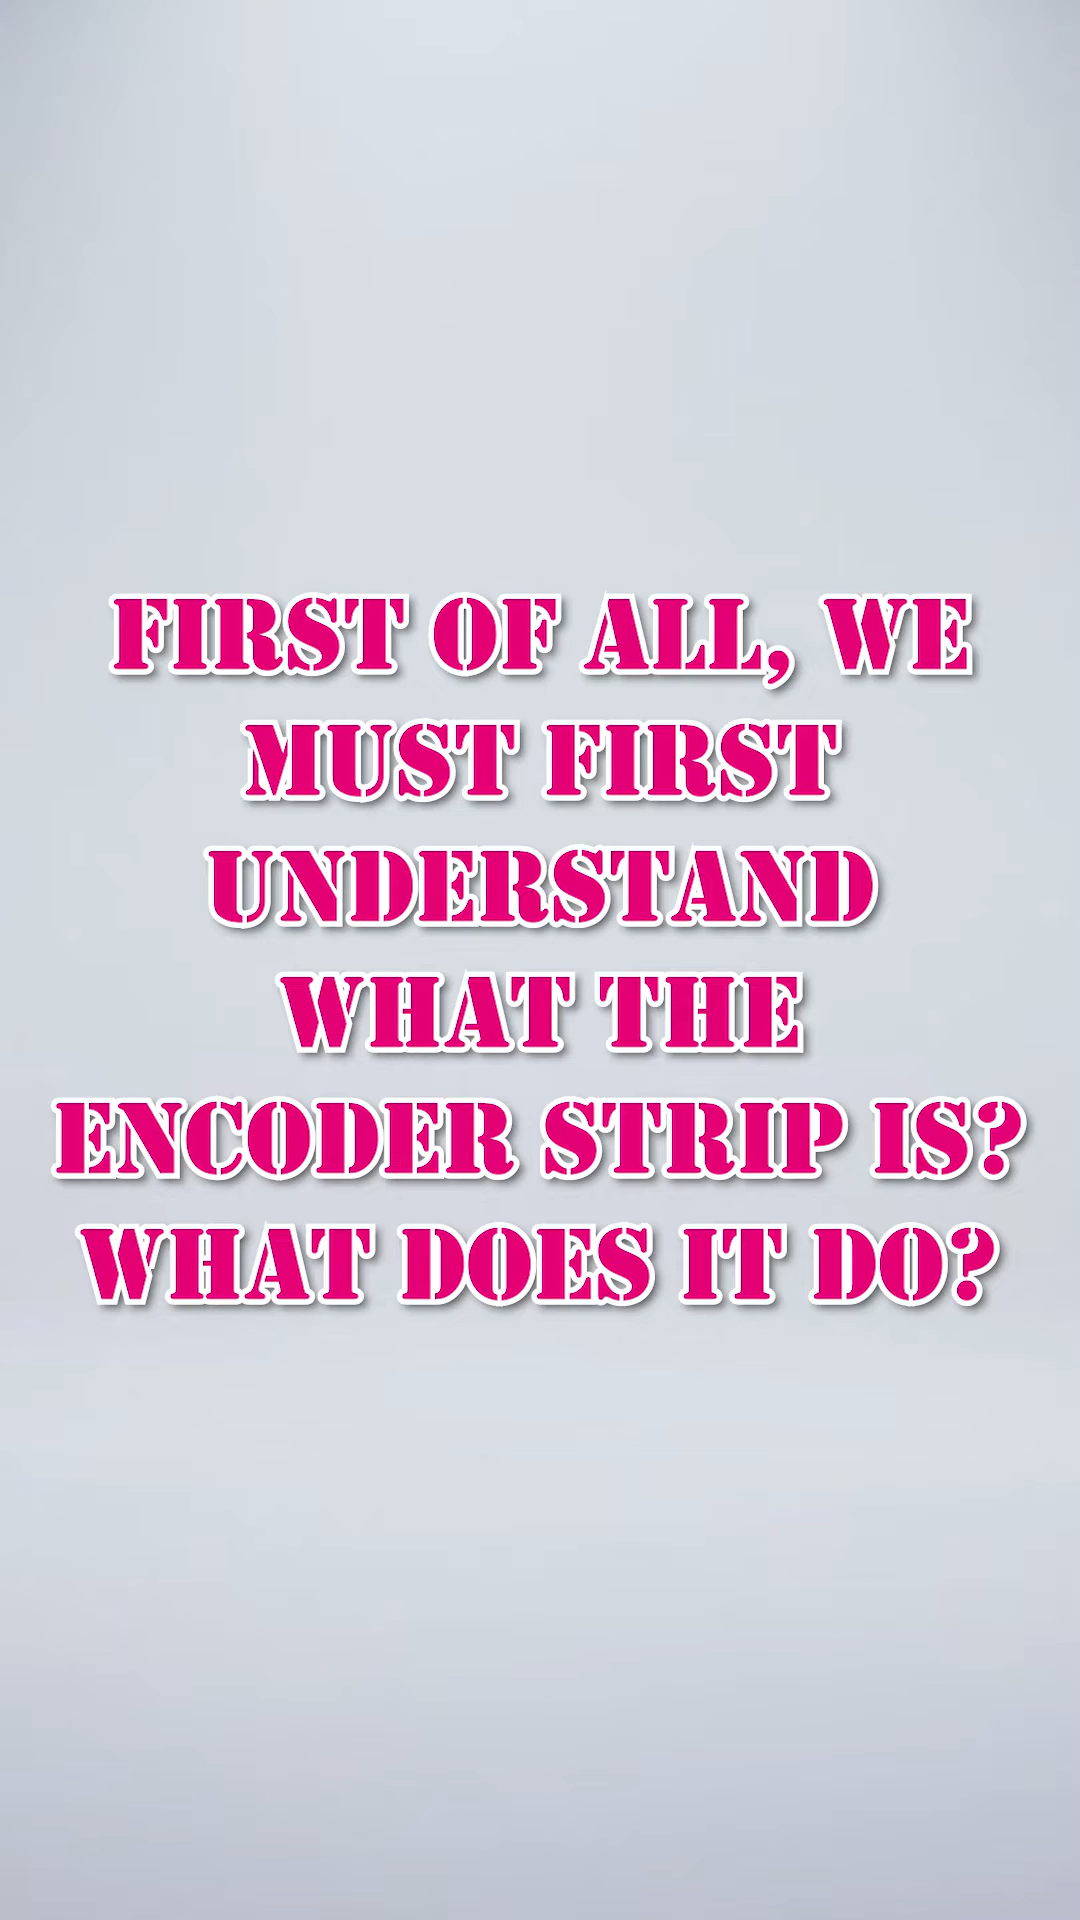 FIRST OF ALL, WE
MUST FIRST
UNDERSTAND
WHAT THE
ENCODER STRIP IS?
WHAT DOES IT DO?